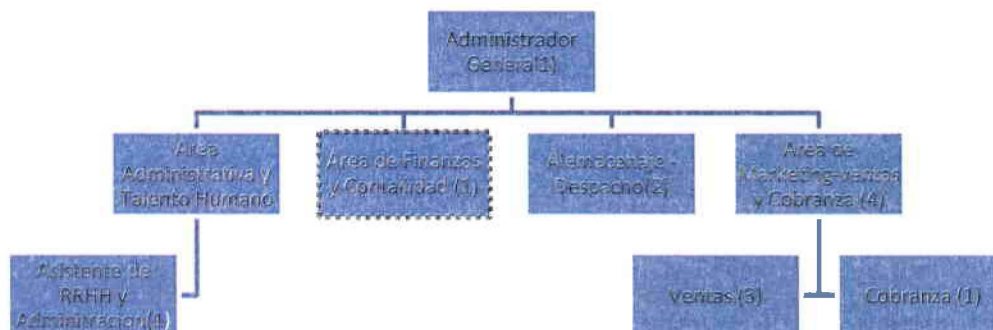 Administrador
General(1)
Area
Administrativa y
Talento Humano
Area de Finanzas
y Contabilidad
Almacenaje -
Despacho(2)
Area de
Marketing-ventas
y Cobranza (4)
Asistente de
RRHH y
Administracion(1
Ventas (3)
Cobranza (1)